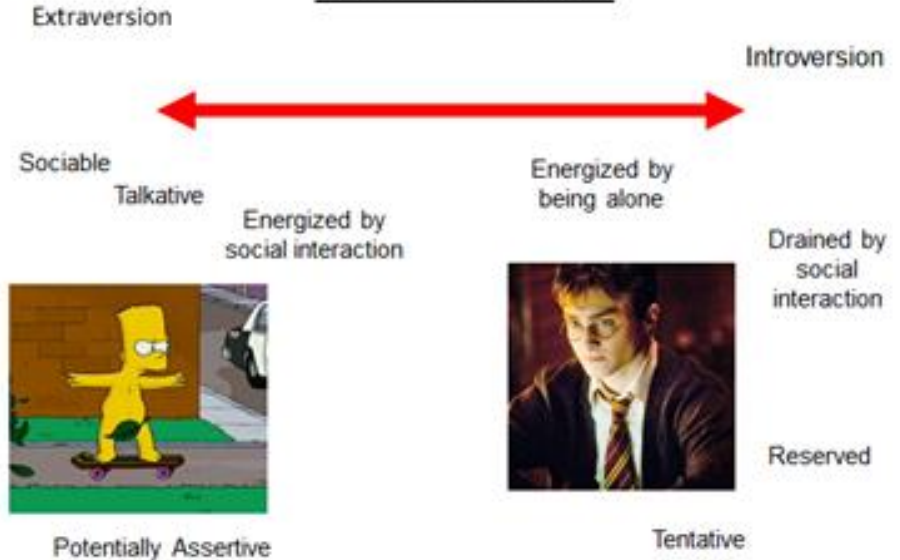 Extraversion
Introversion
Sociable
Talkative
Energized by
social interaction
Energized by
being alone
Drained by
social
interaction
Reserved
Potentially Assertive
Tentative